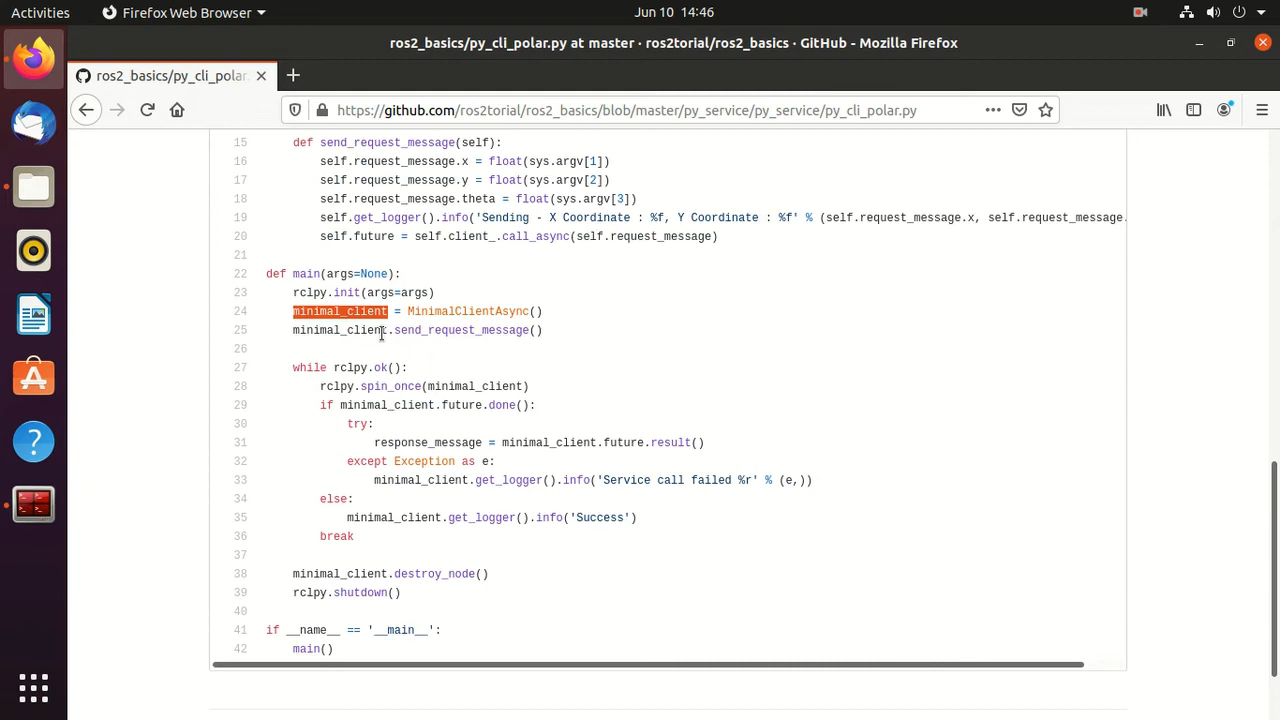 Activities
Firefox Web Browser
Jun 10 14:46
ros2_basics/py_cli_polar.py at master · ros2torial/ros2_basics · GitHub - Mozilla Firefox
ros2_basics/py_cli_polar.
https://github.com/ros2torial/ros2_basics/blob/master/py_service/py_service/py_cli_polar.py
15 def send_request_message(self):
16 self.request_message.x = float(sys.argv[1])
17 self.request_message.y = float(sys.argv[2])
18 self.request_message.theta = float(sys.argv[3])
19 self.get_logger().info('Sending - X Coordinate : %f, Y Coordinate : %f' % (self.request_message.x, self.request_message.
20 self.future = self.client_.call_async(self.request_message)
21
22 def main(args=None):
23 rclpy.init(args=args)
24 minimal_client = MinimalClientAsync()
25 minimal_client.send_request_message()
26
27 while rclpy.ok():
28 rclpy.spin_once(minimal_client)
29 if minimal_client.future.done():
30 try:
31 response_message = minimal_client.future.result()
32 except Exception as e:
33 minimal_client.get_logger().info('Service call failed %r' % (e,))
34 else:
35 minimal_client.get_logger().info('Success')
36 break
37
38 minimal_client.destroy_node()
39 rclpy.shutdown()
40
41 if __name__ == '__main__':
42 main()